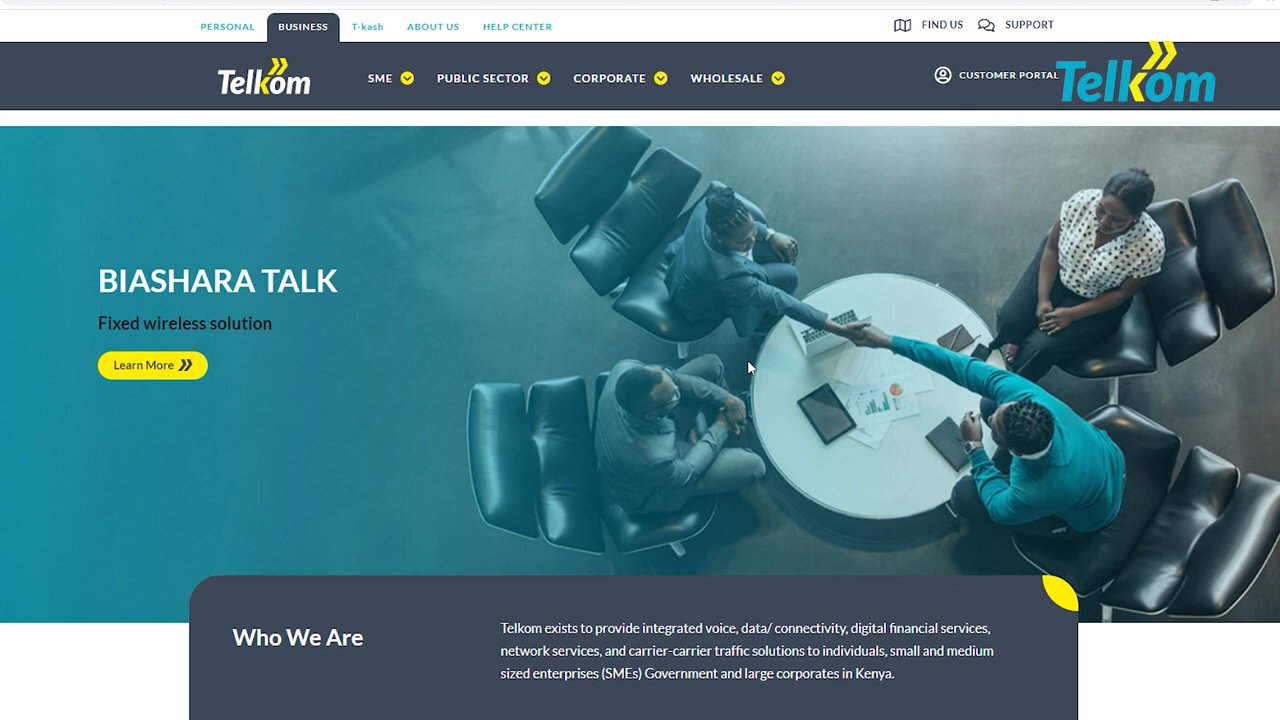 PERSONAL
BUSINESS
T-kash
ABOUT US
HELP CENTER
FIND US
SUPPORT
Telkom
SME
PUBLIC SECTOR
CORPORATE
WHOLESALE
CUSTOMER PORTAL
Telkom
BIASHARA TALK
Fixed wireless solution
Learn More
Who We Are
Telkom exists to provide integrated voice, data/ connectivity, digital financial services,
network services, and carrier-carrier traffic solutions to individuals, small and medium
sized enterprises (SMEs) Government and large corporates in Kenya.